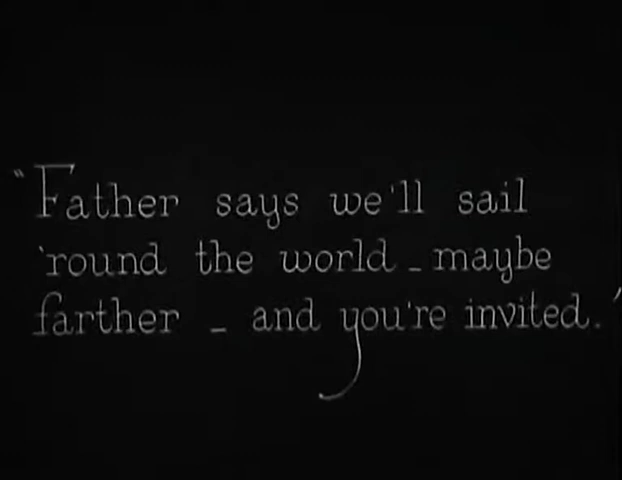 "Father says we'll sail
'round the world - maybe
farther - and you're invited.'